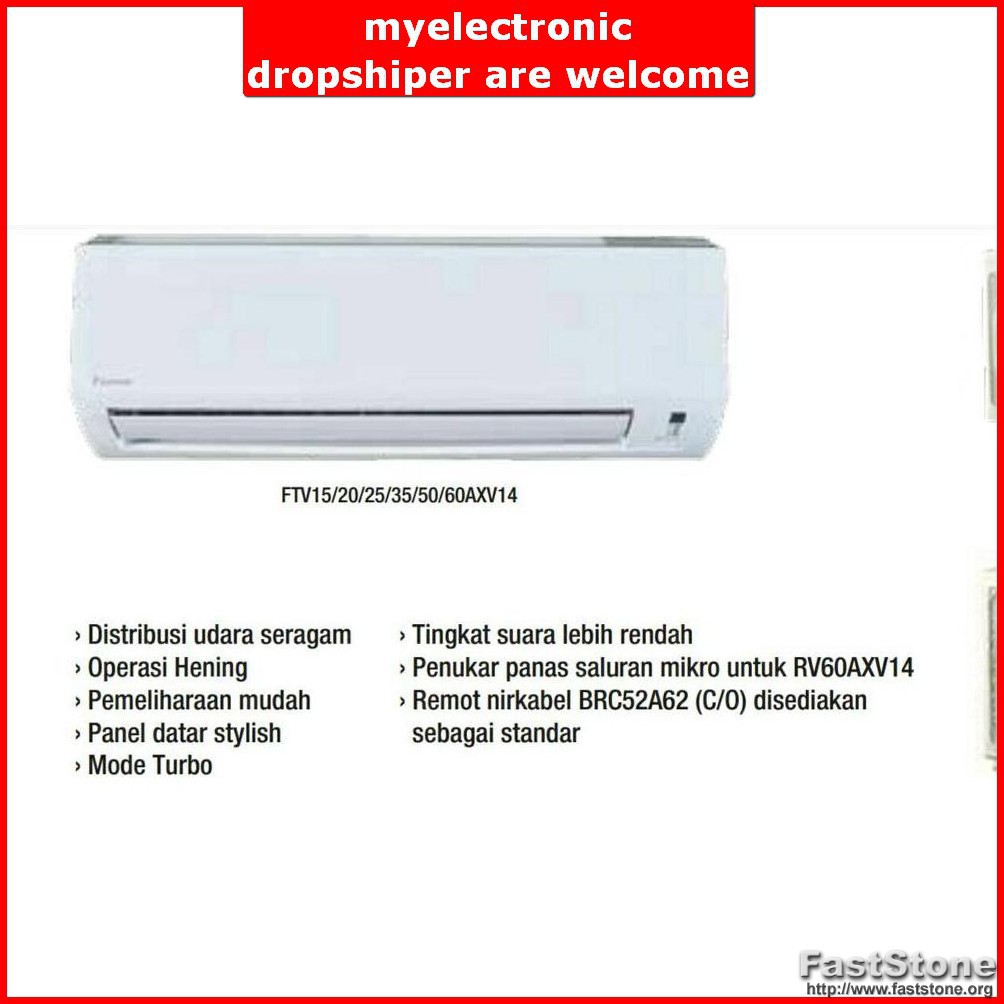 myelectronic
dropshiper are welcome
FTV15/20/25/35/50/60AXV14
› Distribusi udara seragam
› Operasi Hening
› Pemeliharaan mudah
› Panel datar stylish
› Mode Turbo
› Tingkat suara lebih rendah
› Penukar panas saluran mikro untuk RV60AXV14
› Remot nirkabel BRC52A62 (C/O) disediakan
sebagai standar
FastStone
http://www.faststone.org